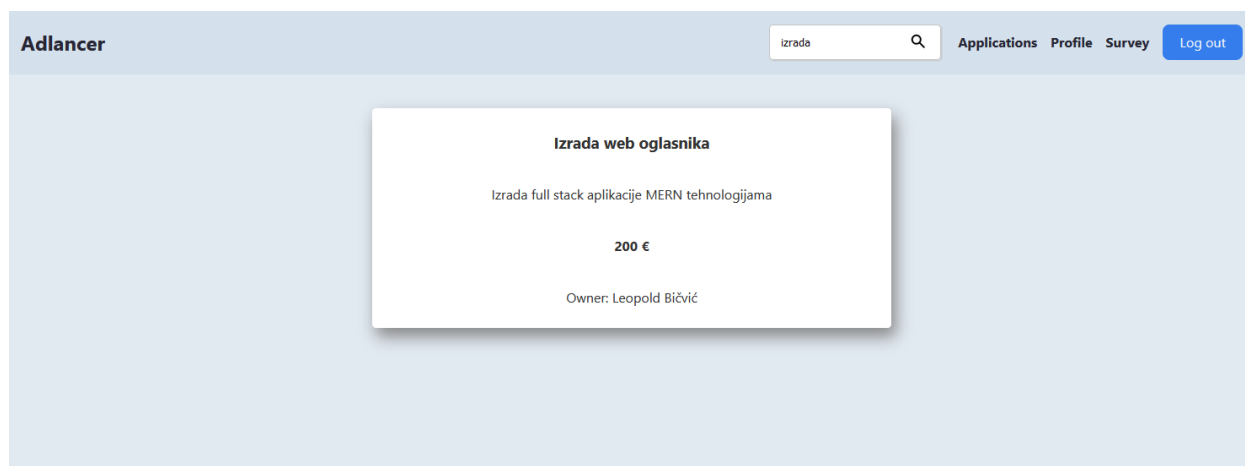 Adlancer
izrada
Applications Profile Survey Log out
Izrada web oglasnika
Izrada full stack aplikacije MERN tehnologijama
200 €
Owner: Leopold Bičvić